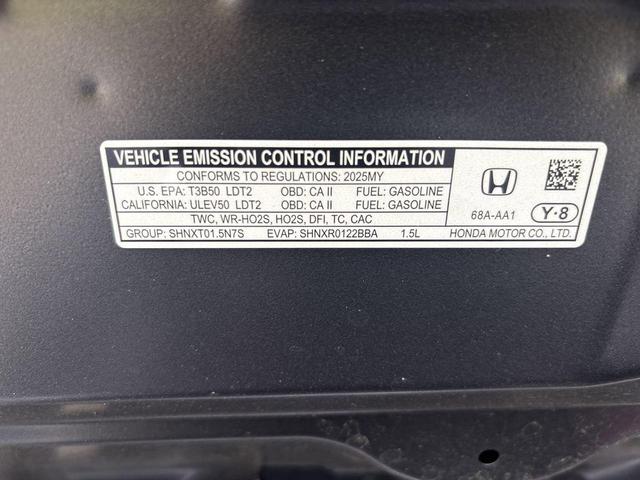 VEHICLE EMISSION CONTROL INFORMATION
CONFORMS TO REGULATIONS: 2025MY
U.S. EPA: T3B50 LDT2 OBD: CA II FUEL: GASOLINE
CALIFORNIA: ULEV50 LDT2 OBD: CA II FUEL: GASOLINE
TWC, WR-HO2S, HO2S, DFI, TC, CAC
GROUP: SHNXT01.5N7S EVAP: SHNXR0122BBA 1.5L
68A-AA1 Y·8
HONDA MOTOR CO., LTD.